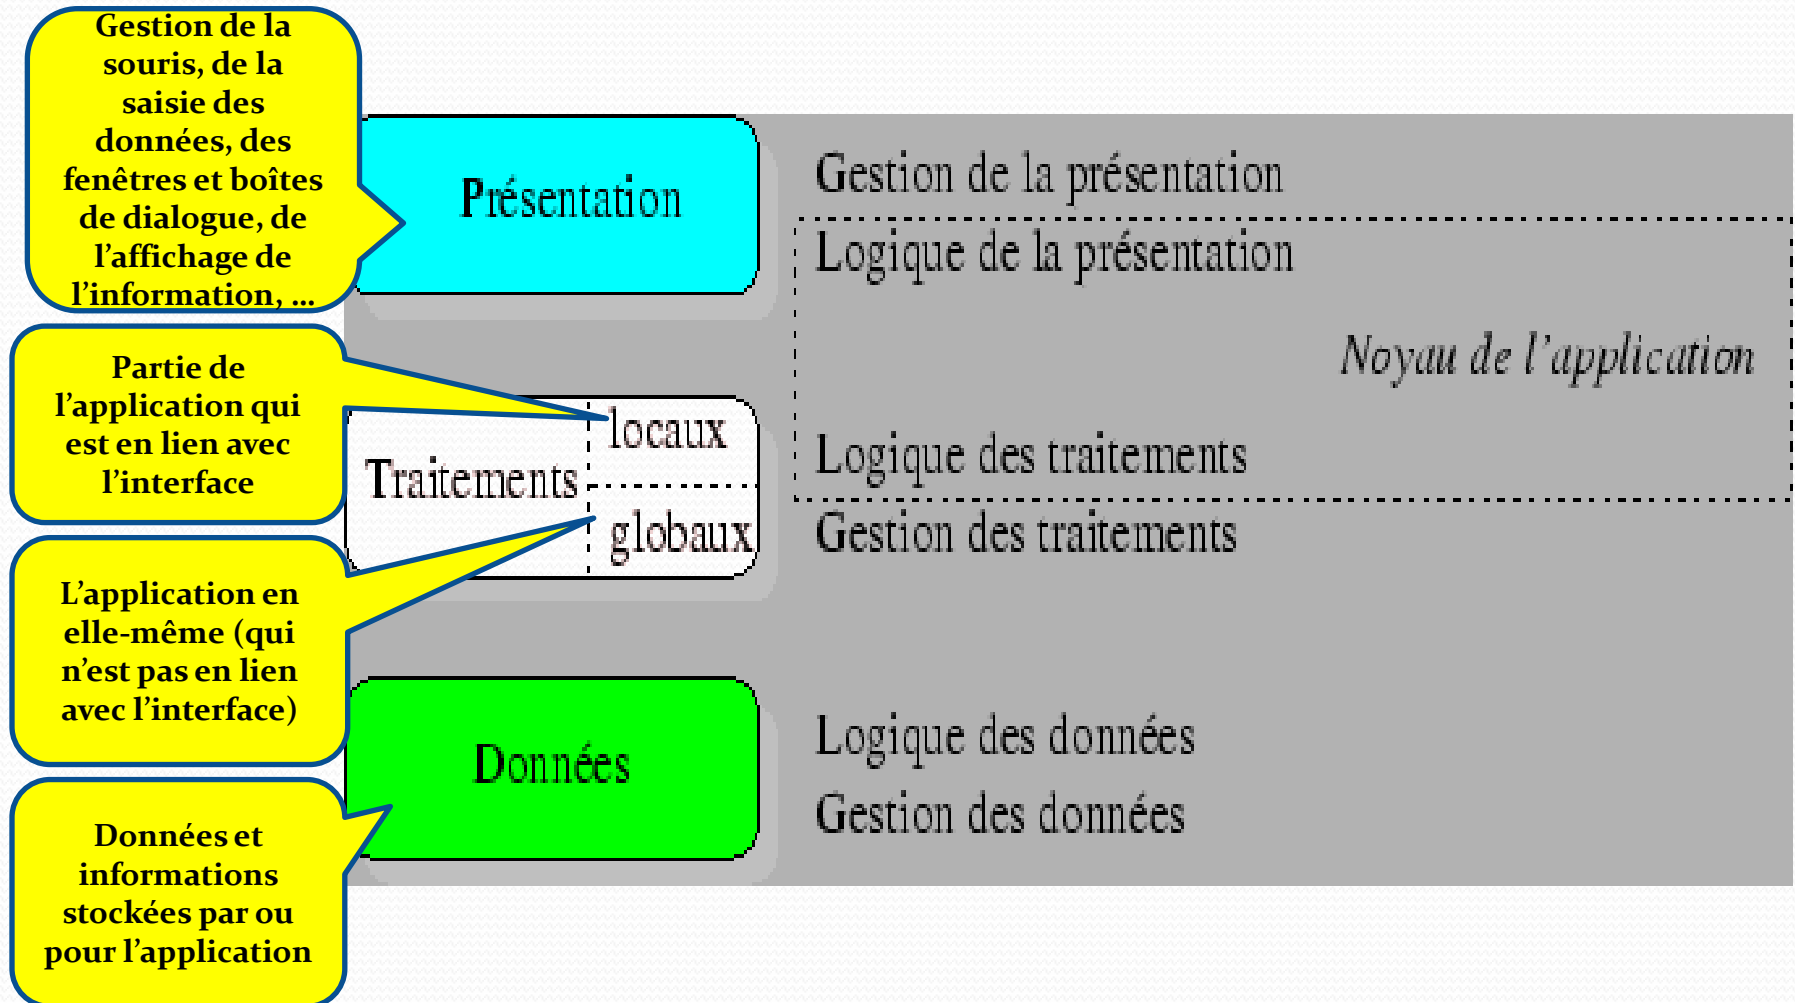 Gestion de la
souris, de la
saisie des
données, des
fenêtres et boîtes
de dialogue, de
l’affichage de
l’information, ...
Présentation
Gestion de la présentation
Logique de la présentation
Noyau de l’application
Partie de
l’application qui
est en lien avec
l’interface
Traitements
locaux
globaux
Logique des traitements
Gestion des traitements
L’application en
elle-même (qui
n’est pas en lien
avec l’interface)
Données
Logique des données
Gestion des données
Données et
informations
stockées par ou
pour l’application